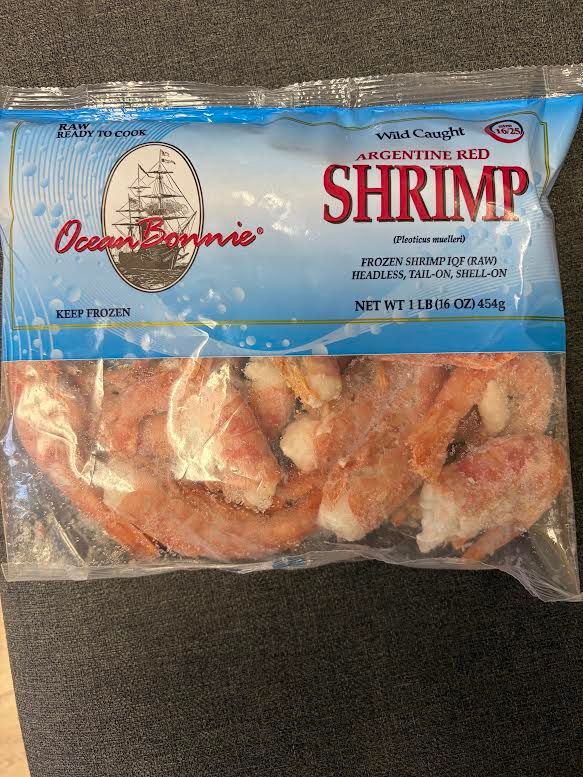 RAW
READY TO COOK
Ocean Bonnie®
KEEP FROZEN
Wild Caught
16/25
ARGENTINE RED
SHRIMP
(Pleoticus muelleri)
FROZEN SHRIMP IQF (RAW)
HEADLESS, TAIL-ON, SHELL-ON
NET WT 1 LB (16 OZ) 454g